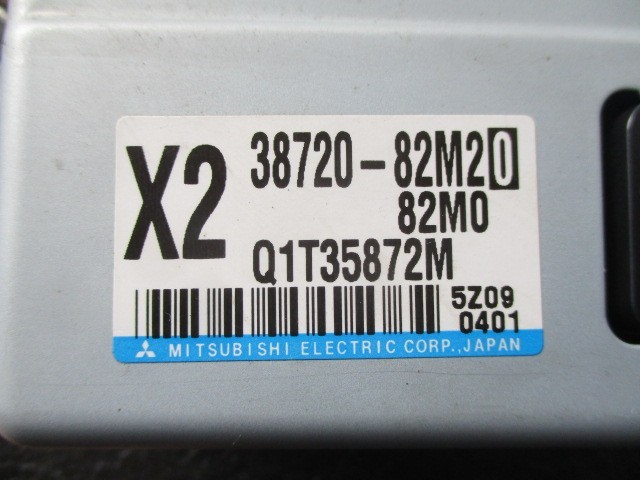 X2
38720-82M20
82M0
Q1T35872M
5Z09
0401
MITSUBISHI ELECTRIC CORP.,JAPAN